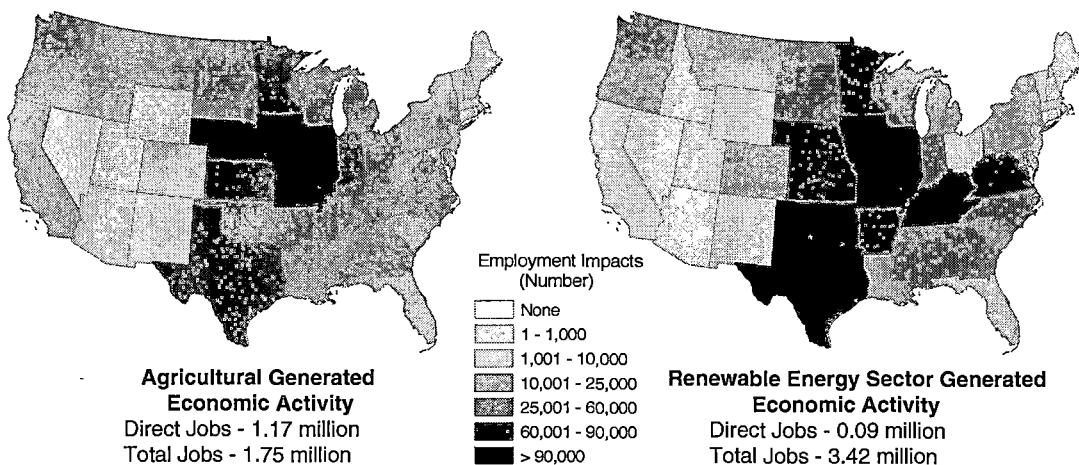 Employment Impacts
(Number)
None
1 - 1,000
1,001 - 10,000
10,001 - 25,000
25,001 - 60,000
60,001 - 90,000
> 90,000
Agricultural Generated
Economic Activity
Direct Jobs - 1.17 million
Total Jobs - 1.75 million
Renewable Energy Sector Generated
Economic Activity
Direct Jobs - 0.09 million
Total Jobs - 3.42 million